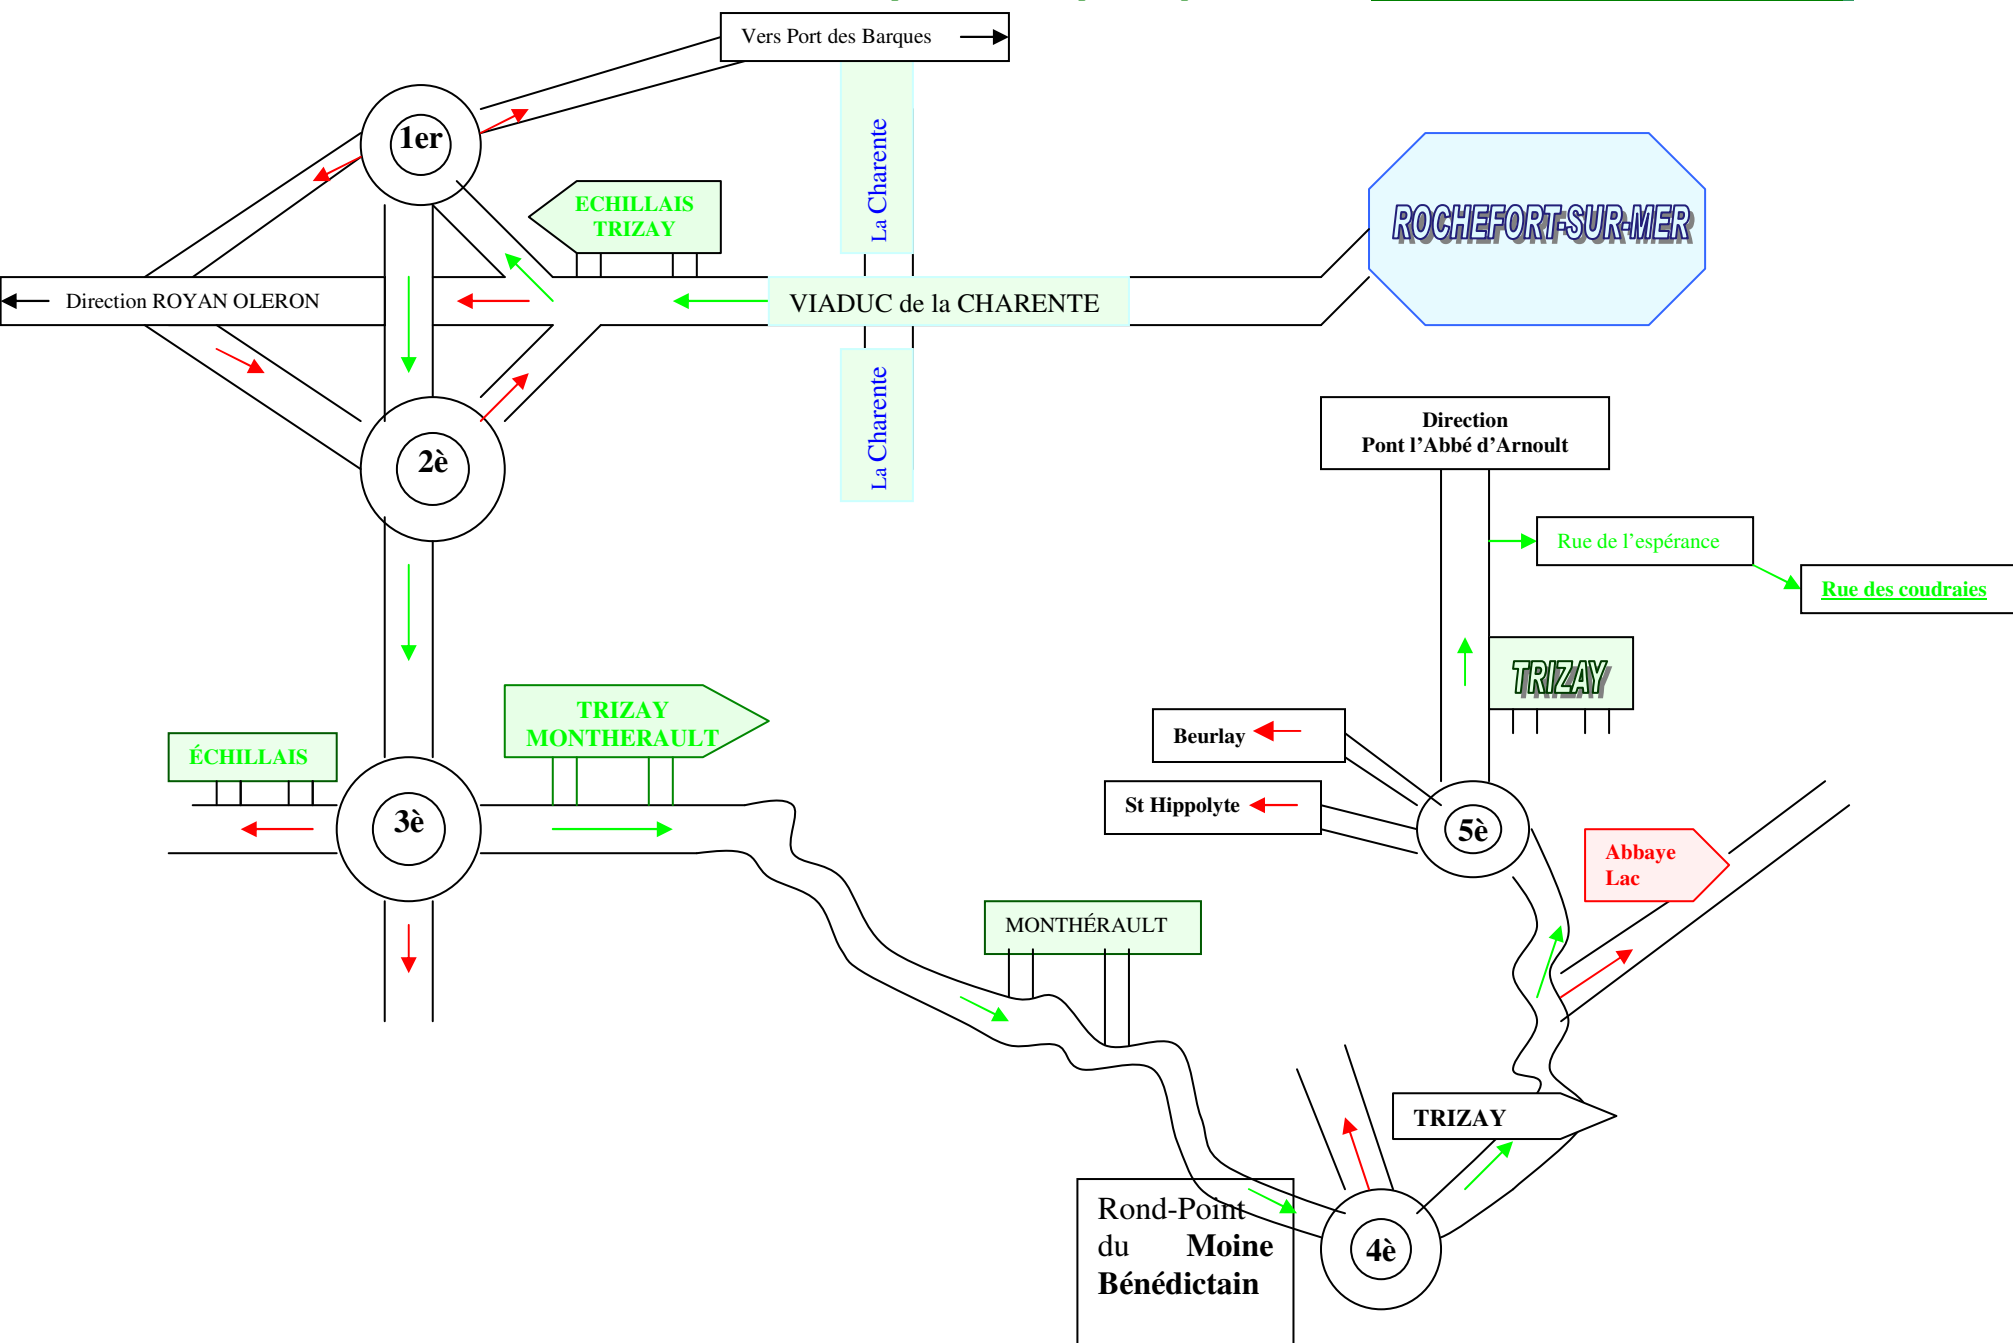 Vers Port des Barques
1er
La Charente
ECHILLAIS
TRIZAY
ROCHEFORT-SUR-MER
Direction ROYAN OLERON
VIADUC de la CHARENTE
La Charente
2è
Direction
Pont l’Abbé d’Arnoult
Rue de l’espérance
Rue des coudraies
TRIZAY
TRIZAY
MONTHERAULT
ÉCHILLAIS
Beurlay
St Hippolyte
3è
5è
Abbaye
Lac
MONTHÉRAULT
TRIZAY
Rond-Point
du Moine
Bénédictain
4è